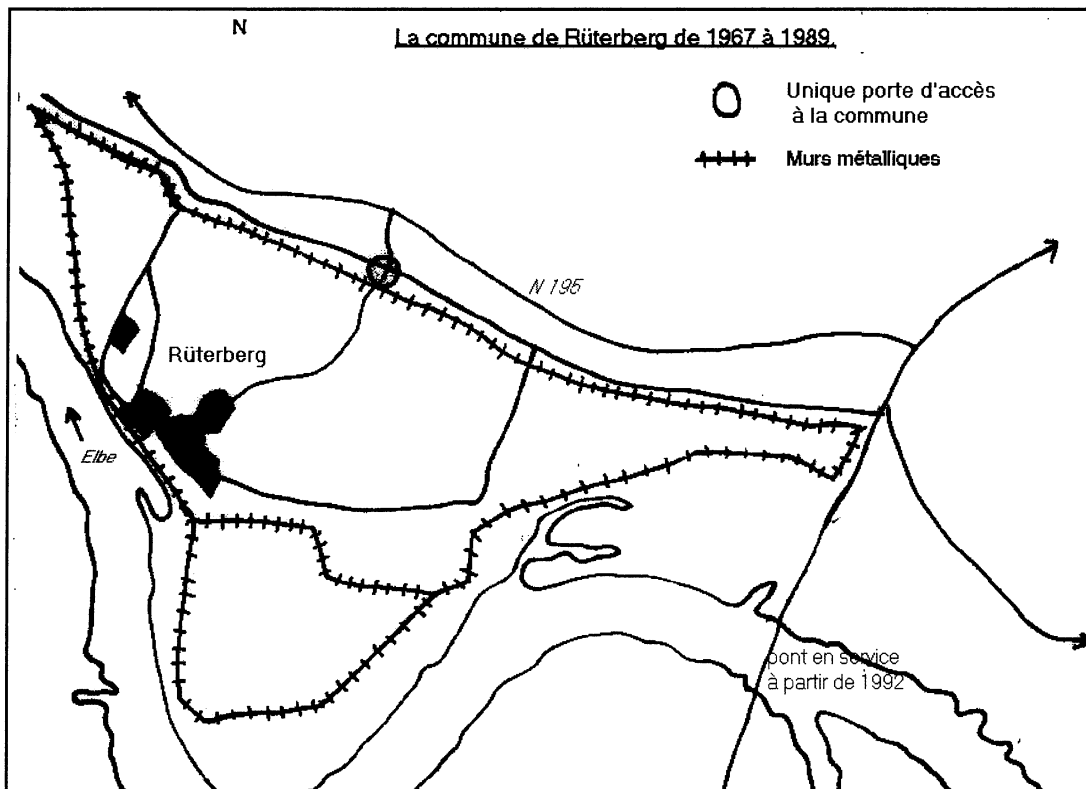 N
La commune de Rüterberg de 1967 à 1989.
Unique porte d'accès
à la commune
Murs métalliques
N 195
Rüterberg
Elbe
pont en service
à partir de 1992